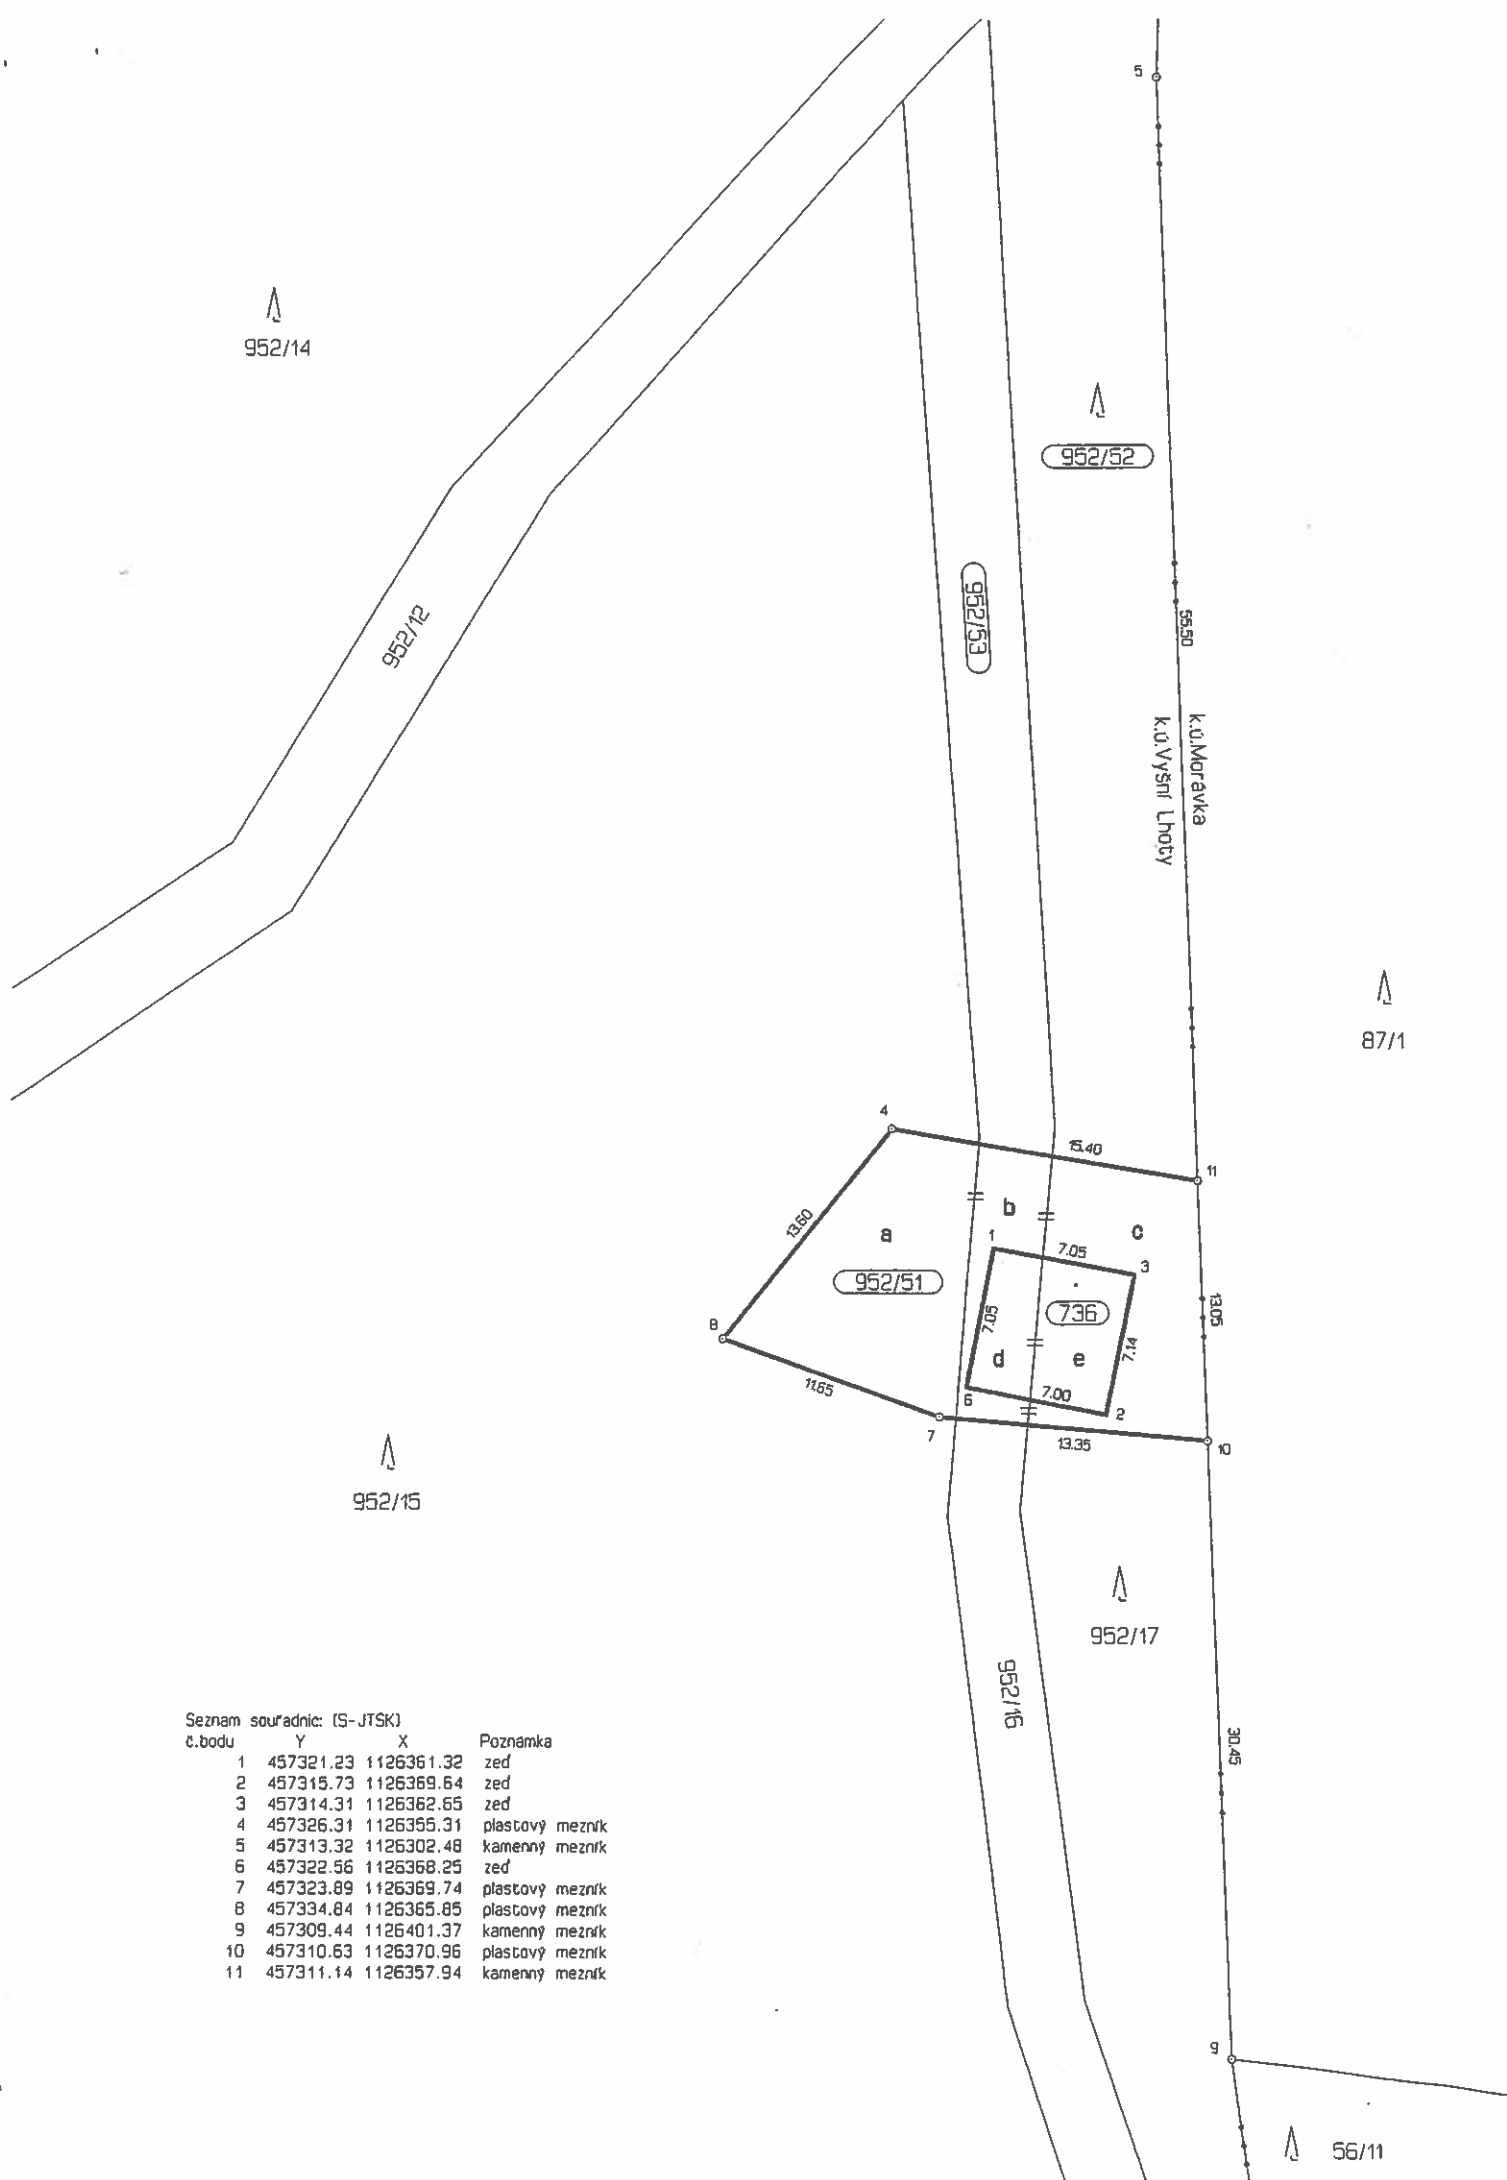 5
952/14
952/52
952/53
952/12
55.50
k.ú.Morávka
k.ú.Vyšní Lhoty
87/1
4
15.40
11
13.60
b
a
c
1
7.05
3
952/51
736
7.05
13.05
8
7.14
d
e
11.65
6
7.00
2
7
13.35
10
952/15
952/17
952/16
30.45
Seznam souřadnic: (S-JTSK)
č.bodu Y X Poznámka
1 457321.23 1126361.32 zeď
2 457315.73 1126369.64 zeď
3 457314.31 1126362.65 zeď
4 457326.31 1126355.31 plastový mezník
5 457313.32 1126302.48 kamenný mezník
6 457322.56 1126368.25 zeď
7 457323.89 1126369.74 plastový mezník
8 457334.84 1126365.85 plastový mezník
9 457309.44 1126401.37 kamenný mezník
10 457310.63 1126370.96 plastový mezník
11 457311.14 1126357.94 kamenný mezník
9
56/11